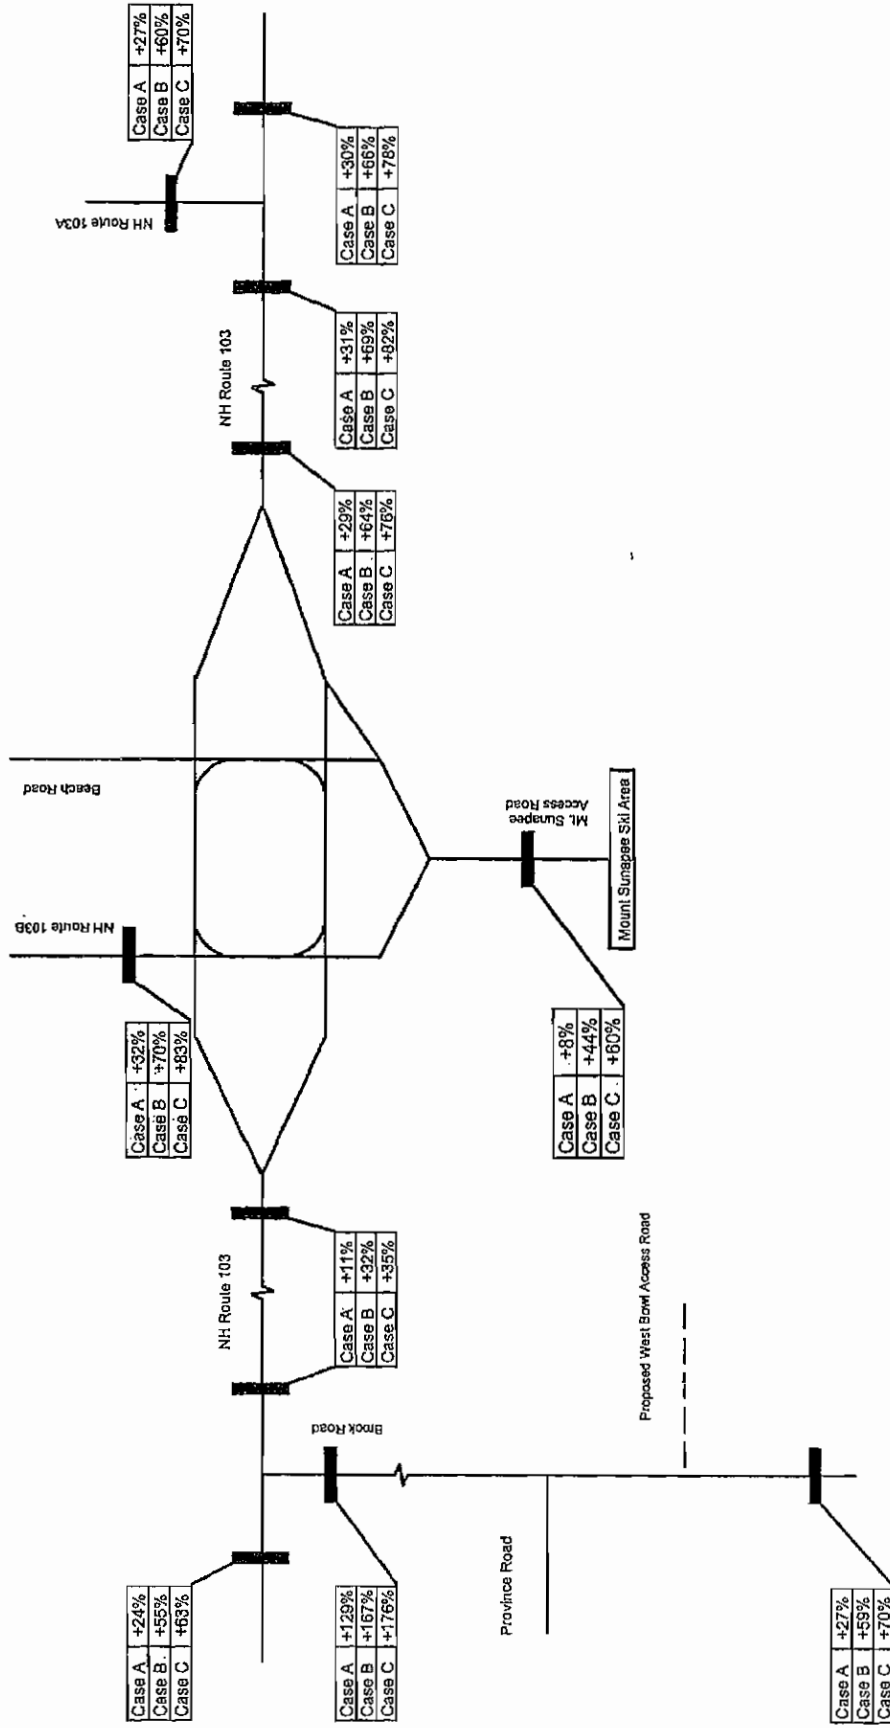 Case A +24%
Case B +55%
Case C +63%
Case A +129%
Case B +167%
Case C +176%
Brook Road
Province Road
Proposed West Bowl Access Road
Case A +27%
Case B +59%
Case C +70%
NH Route 103
Case A +11%
Case B +32%
Case C +35%
Case A +32%
Case B +70%
Case C +83%
NH Route 103B
Beach Road
Case A +8%
Case B +44%
Case C +60%
Mt. Sunapee
Access Road
Mount Sunapee Ski Area
Case A +29%
Case B +64%
Case C +76%
NH Route 103
Case A +31%
Case B +69%
Case C +82%
NH Route 103A
Case A +27%
Case B +60%
Case C +70%
Case A +30%
Case B +66%
Case C +78%